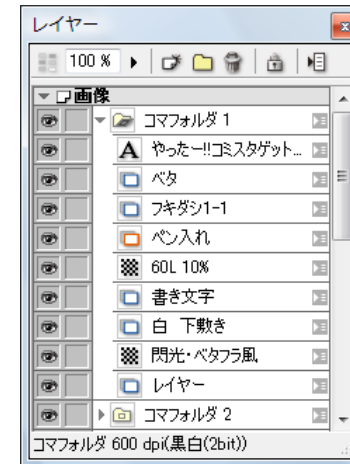 レイヤー
100 %
画像
コマフォルダ 1
A やったー!!コミスタゲット...
ベタ
フキダシ1-1
ペン入れ
60L 10%
書き文字
白 下敷き
閃光・ベタフラ風
レイヤー
コマフォルダ 2
コマフォルダ 600 dpi(黒白(2bit))